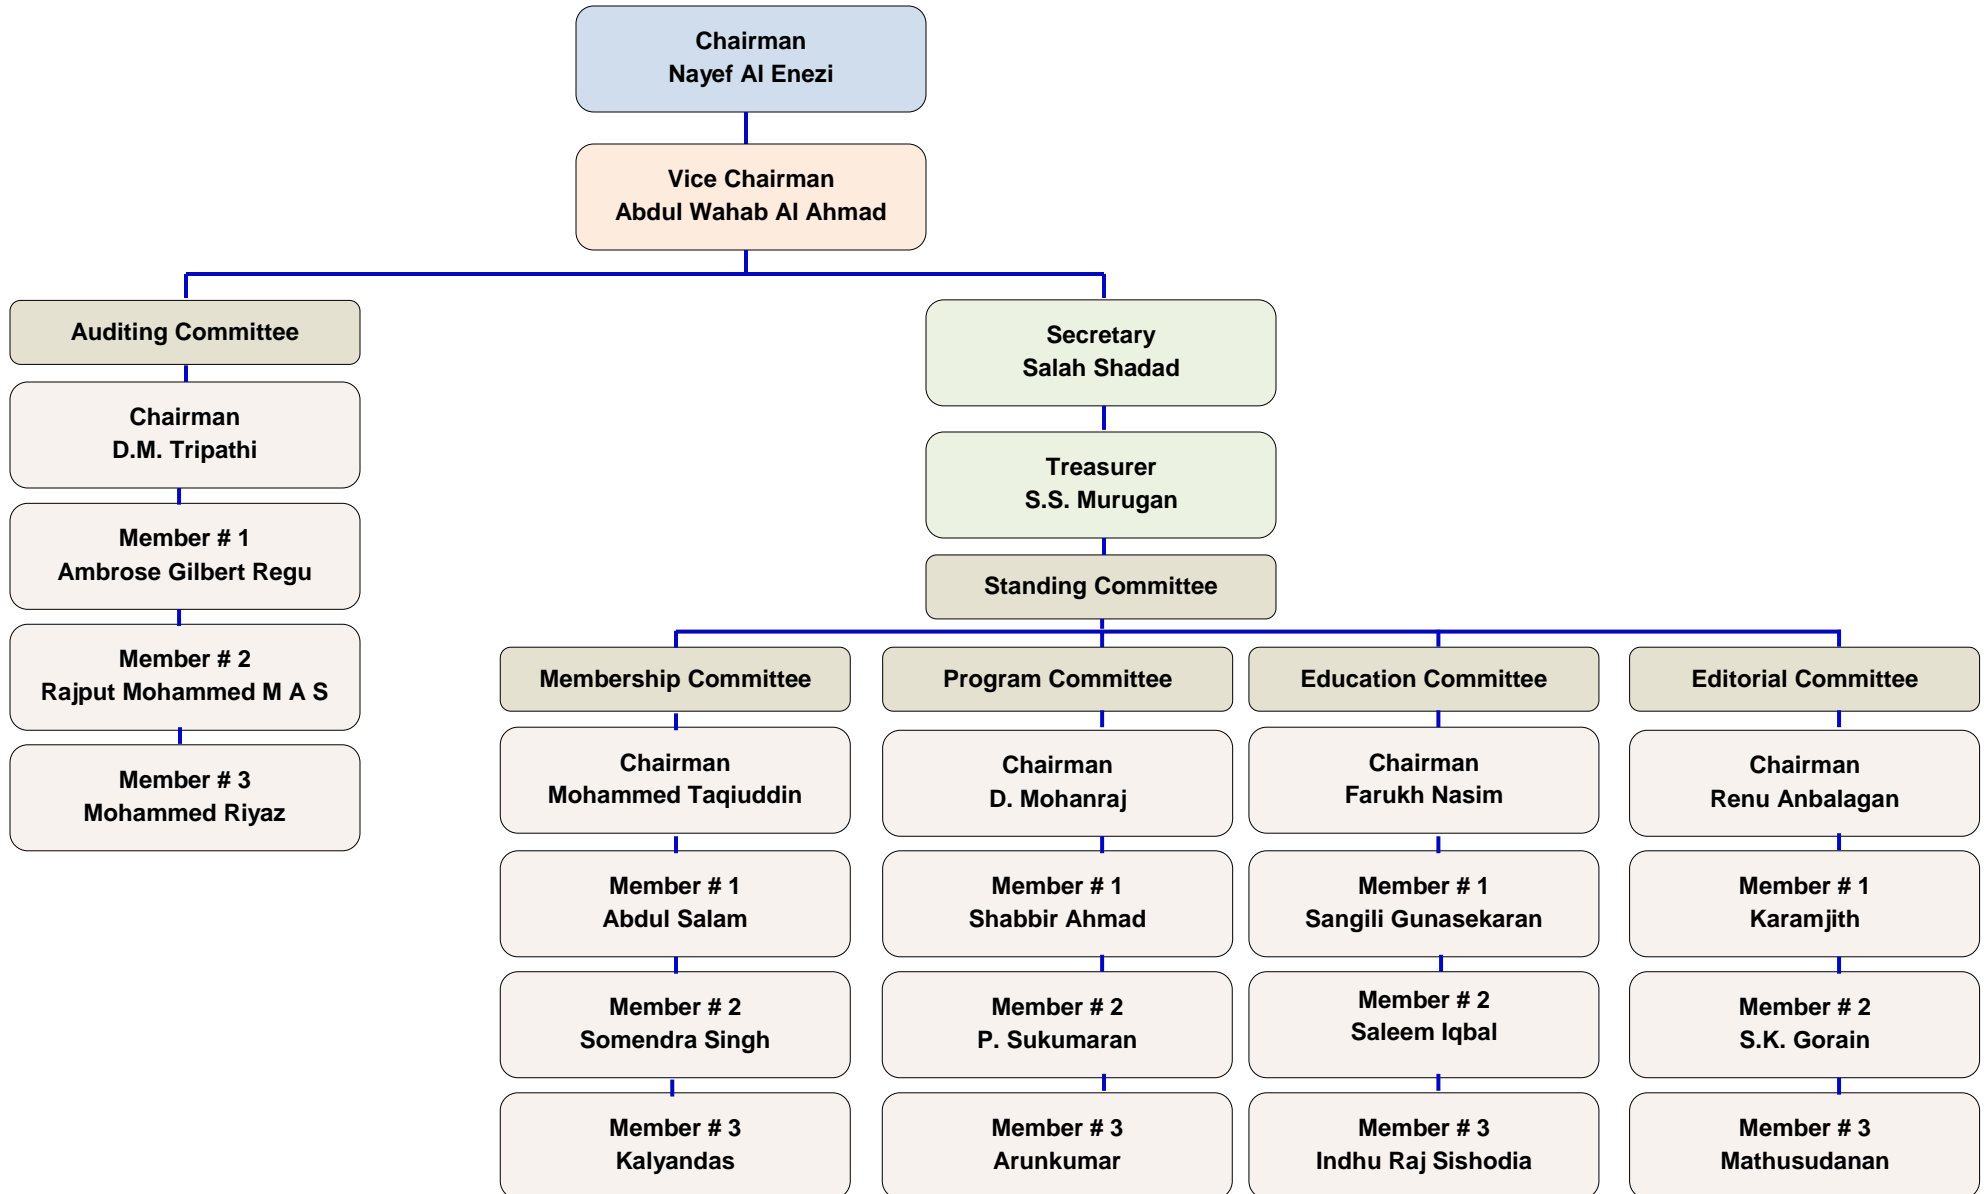 Chairman
Nayef Al Enezi
Vice Chairman
Abdul Wahab Al Ahmad
Auditing Committee
Chairman
D.M. Tripathi
Member # 1
Ambrose Gilbert Regu
Member # 2
Rajput Mohammed M A S
Member # 3
Mohammed Riyaz
Secretary
Salah Shadad
Treasurer
S.S. Murugan
Standing Committee
Membership Committee
Chairman
Mohammed Taqiuddin
Member # 1
Abdul Salam
Member # 2
Somendra Singh
Member # 3
Kalyandas
Program Committee
Chairman
D. Mohanraj
Member # 1
Shabbir Ahmad
Member # 2
P. Sukumaran
Member # 3
Arunkumar
Education Committee
Chairman
Farukh Nasim
Member # 1
Sangili Gunasekaran
Member # 2
Saleem Iqbal
Member # 3
Indhu Raj Sishodia
Editorial Committee
Chairman
Renu Anbalagan
Member # 1
Karamjith
Member # 2
S.K. Gorain
Member # 3
Mathusudanan